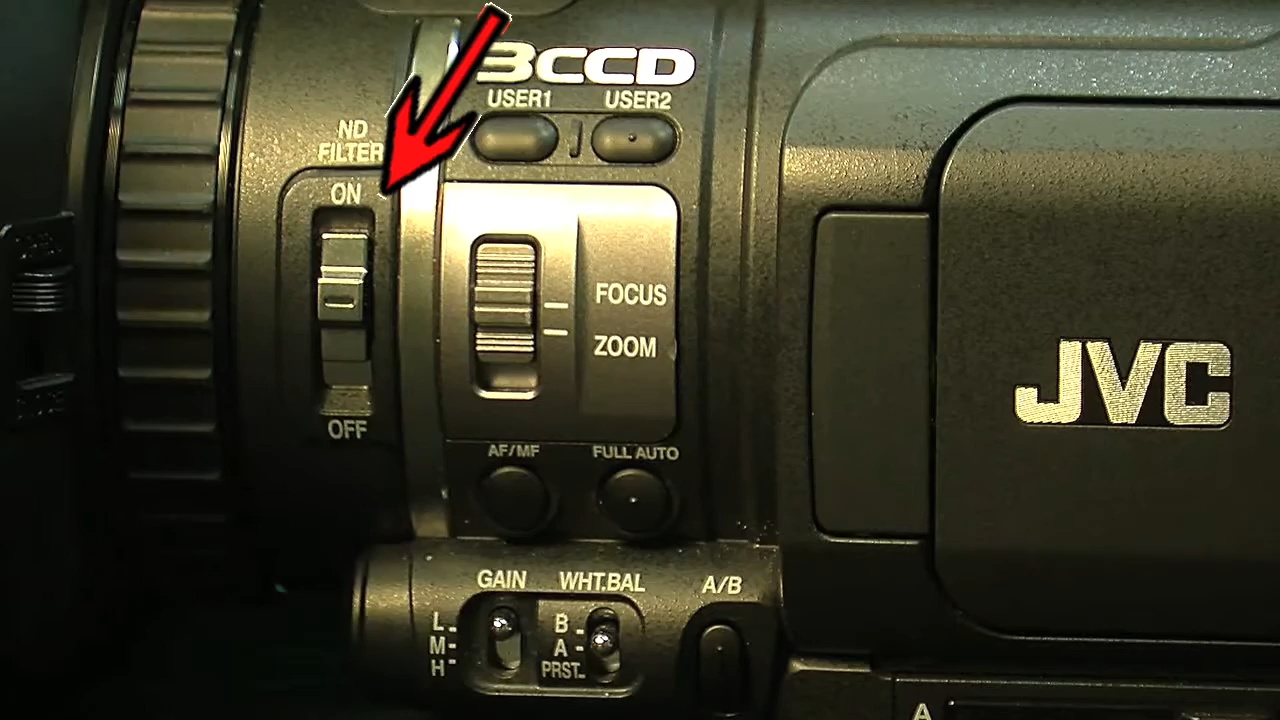 3CCD
USER1 USER2
ND
FILTER
ON
OFF
FOCUS
ZOOM
JVC
AF/MF FULL AUTO
GAIN WHT.BAL A/B
L B
M A
H PRST
A